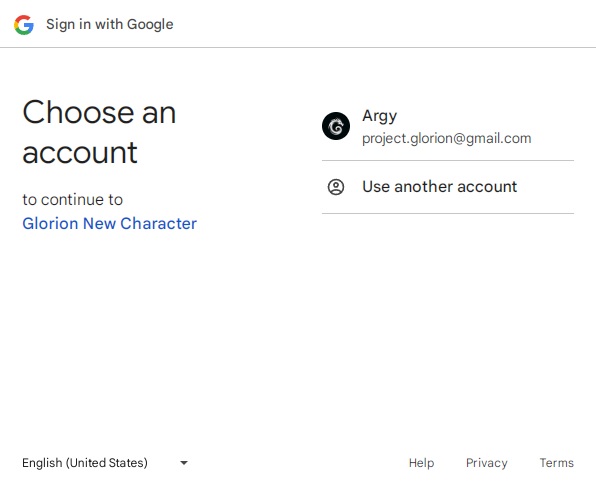 Sign in with Google
Choose an
account
to continue to
Glorion New Character
Argy
project.glorion@gmail.com
Use another account
English (United States)
Help
Privacy
Terms